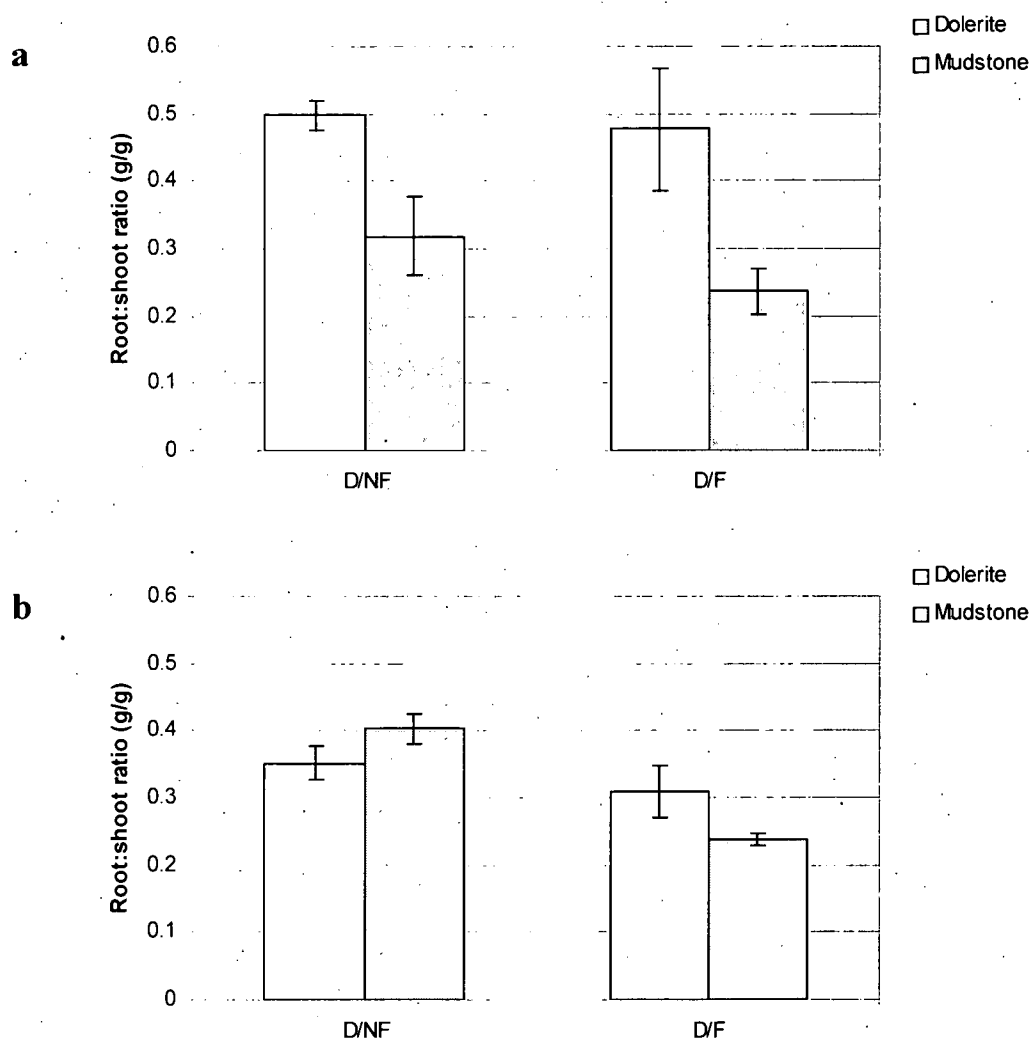 a
Dolerite
Mudstone
Root:shoot ratio (g/g)
0.6
0.5
0.4
0.3
0.2
0.1
0
D/NF
D/F
b
Dolerite
Mudstone
Root:shoot ratio (g/g)
0.6
0.5
0.4
0.3
0.2
0.1
0
D/NF
D/F